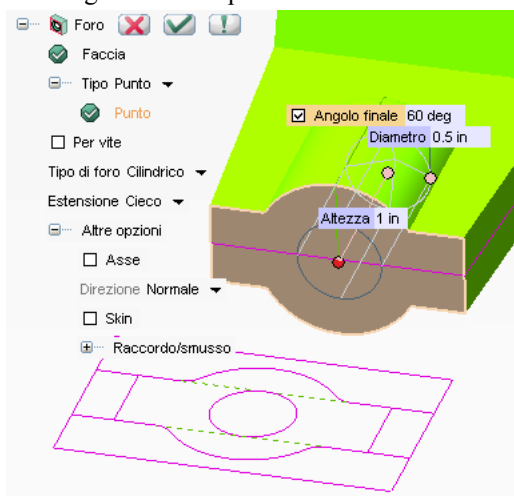 Foro
Faccia
Tipo Punto
Punto
Per vite
Tipo di foro Cilindrico
Estensione Cieco
Altre opzioni
Asse
Direzione Normale
Skin
Raccordo/smusso
Angolo finale 60 deg
Diametro 0.5 in
Altezza 1 in